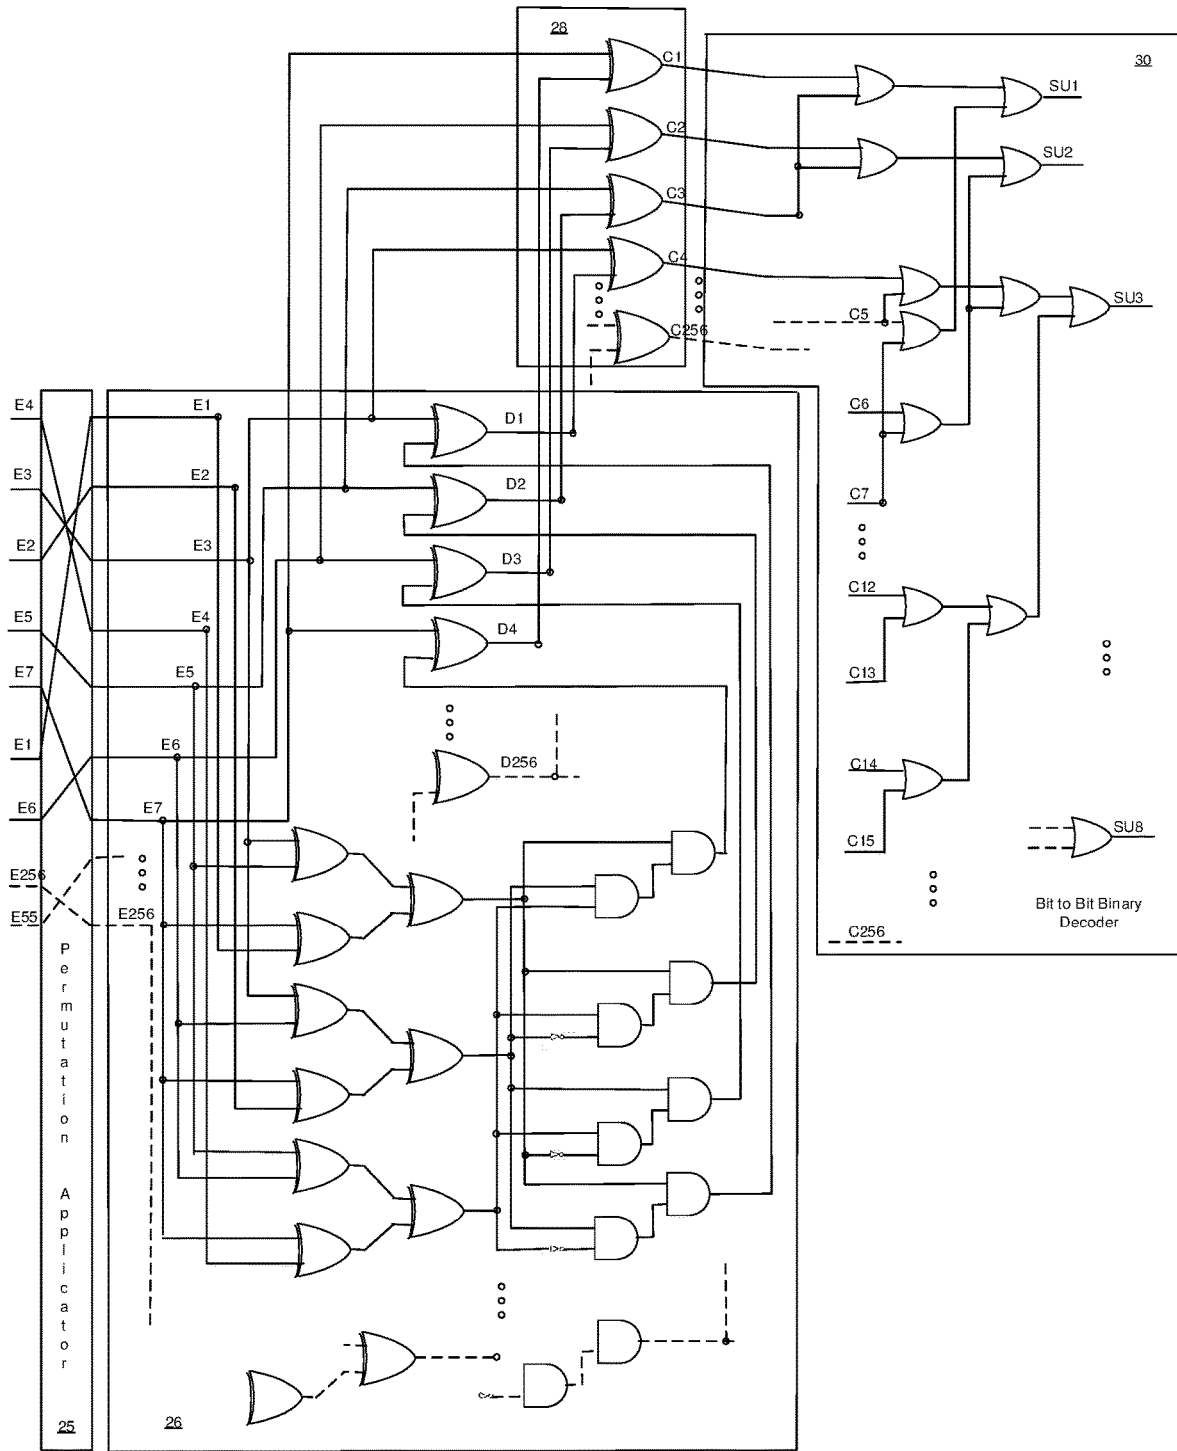 28
30
C1
SU1
C2
SU2
C3
C4
SU3
C5
C256
E4
E1
D1
C6
E3
E2
D2
C7
E2
E3
D3
C12
E5
E4
D4
E7
E5
C13
E1
E6
D256
C14
E6
E7
SU8
C15
E256
E55
E256
Bit to Bit Binary
Decoder
C256
Permutation Applicator
25
26